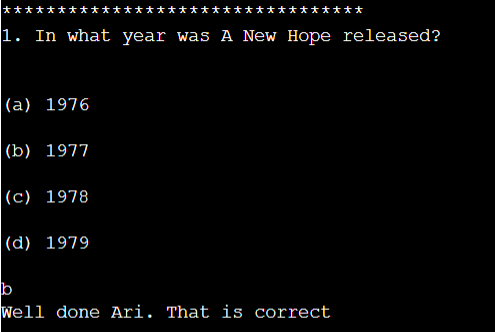 *********************************
1. In what year was A New Hope released?
(a) 1976
(b) 1977
(c) 1978
(d) 1979
b
Well done Ari. That is correct